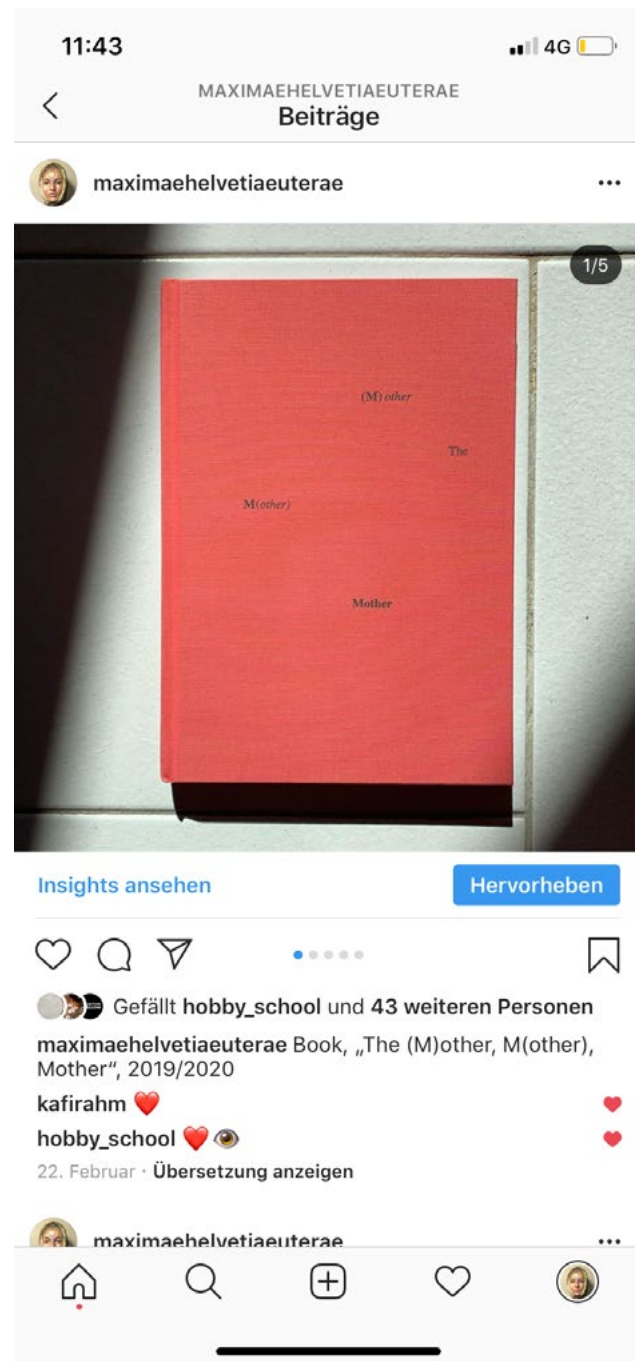 11:43
4G
MAXIMAEHELVETIAEUTERAE
Beiträge
maximaehelvetiaeuterae
1/5
(M) other
The
M(other)
Mother
Insights ansehen
Hervorheben
Gefällt hobby_school und 43 weiteren Personen
maximaehelvetiaeuterae Book, „The (M)other, M(other),
Mother“, 2019/2020
kafirahm ❤️
hobby_school ❤️👁️
22. Februar · Übersetzung anzeigen
maximaehelvetiaeuterae